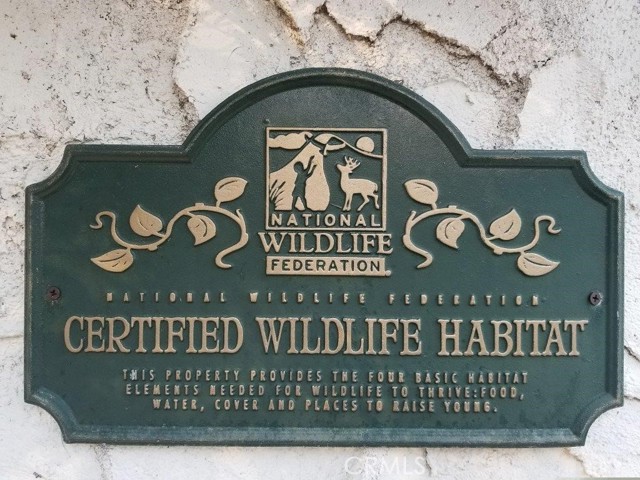 NATIONAL
WILDLIFE
FEDERATION
NATIONAL WILDLIFE FEDERATION
CERTIFIED WILDLIFE HABITAT
THIS PROPERTY PROVIDES THE FOUR BASIC HABITAT
ELEMENTS NEEDED FOR WILDLIFE TO THRIVE:FOOD,
WATER, COVER AND PLACES TO RAISE YOUNG.
CRMLS